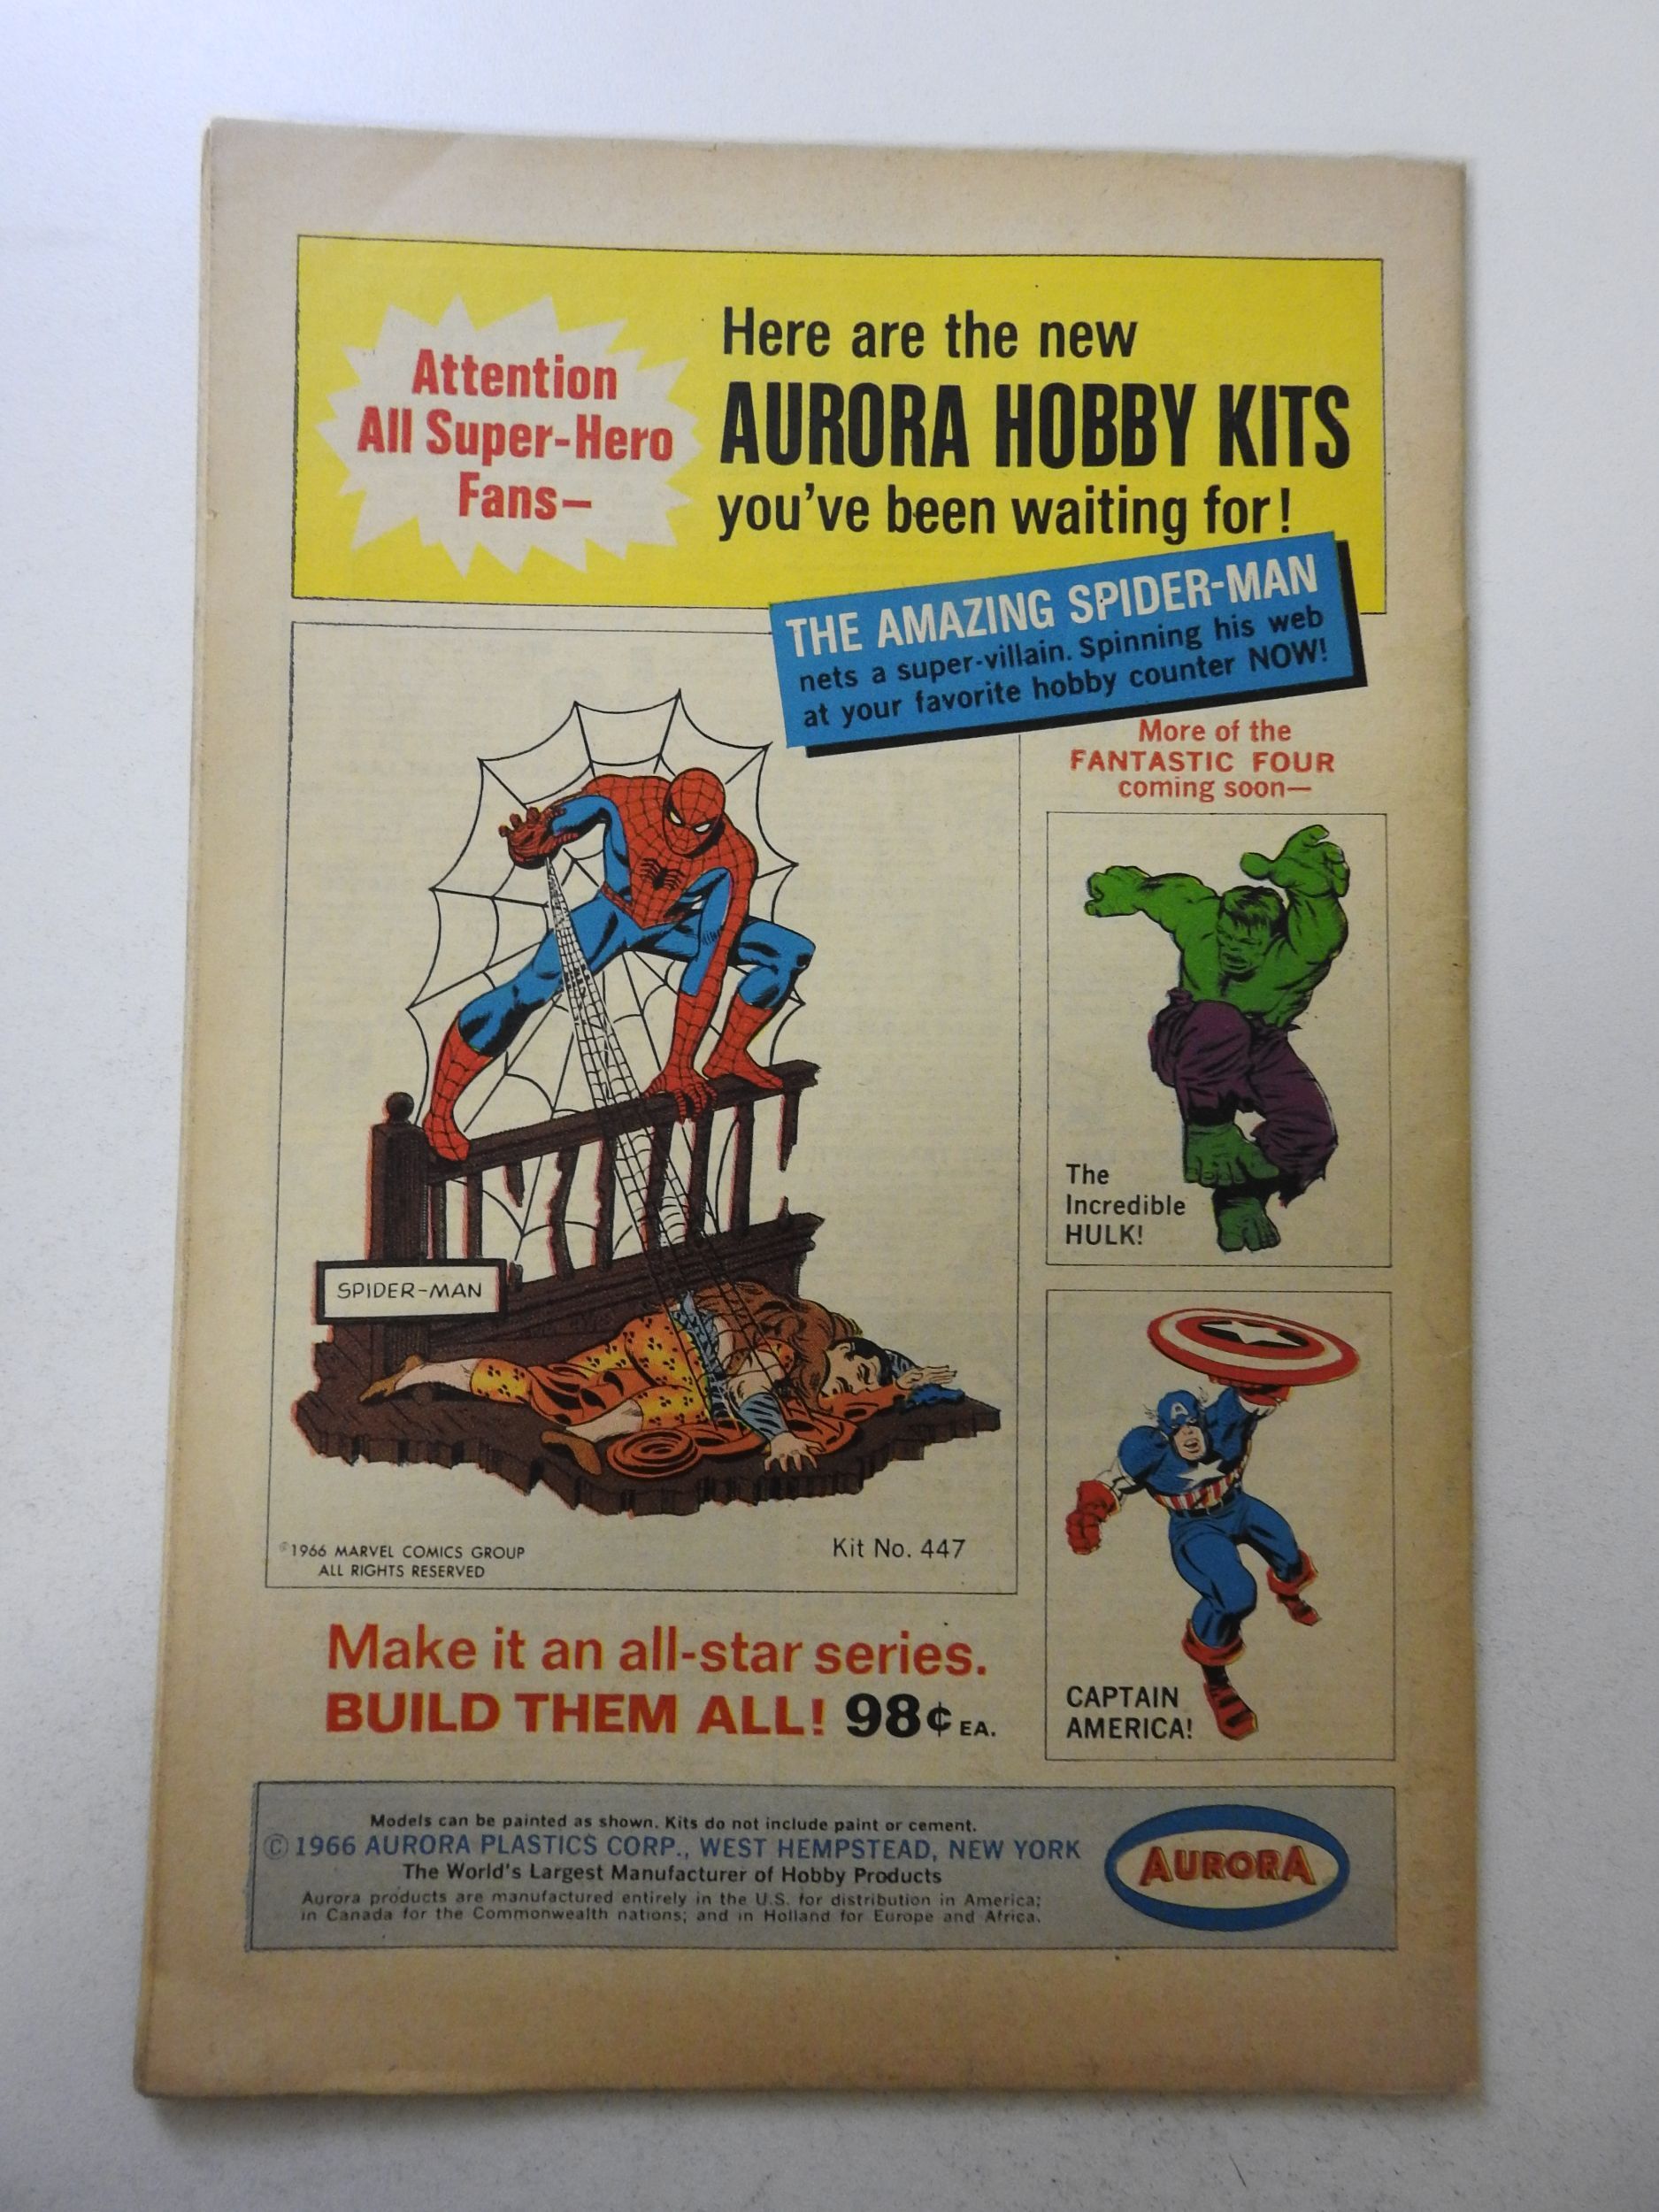 Attention
All Super-Hero
Fans—
Here are the new
AURORA HOBBY KITS
you've been waiting for!
THE AMAZING SPIDER-MAN
nets a super-villain. Spinning his web
at your favorite hobby counter NOW!
More of the
FANTASTIC FOUR
coming soon—
The
Incredible
HULK!
SPIDER-MAN
©1966 MARVEL COMICS GROUP
ALL RIGHTS RESERVED
Kit No. 447
A
CAPTAIN
AMERICA!
Make it an all-star series.
BUILD THEM ALL! 98¢ EA.
Models can be painted as shown. Kits do not include paint or cement.
© 1966 AURORA PLASTICS CORP., WEST HEMPSTEAD, NEW YORK
The World's Largest Manufacturer of Hobby Products
Aurora products are manufactured entirely in the U.S. for distribution in America;
in Canada for the Commonwealth nations; and in Holland for Europe and Africa.
AURORA